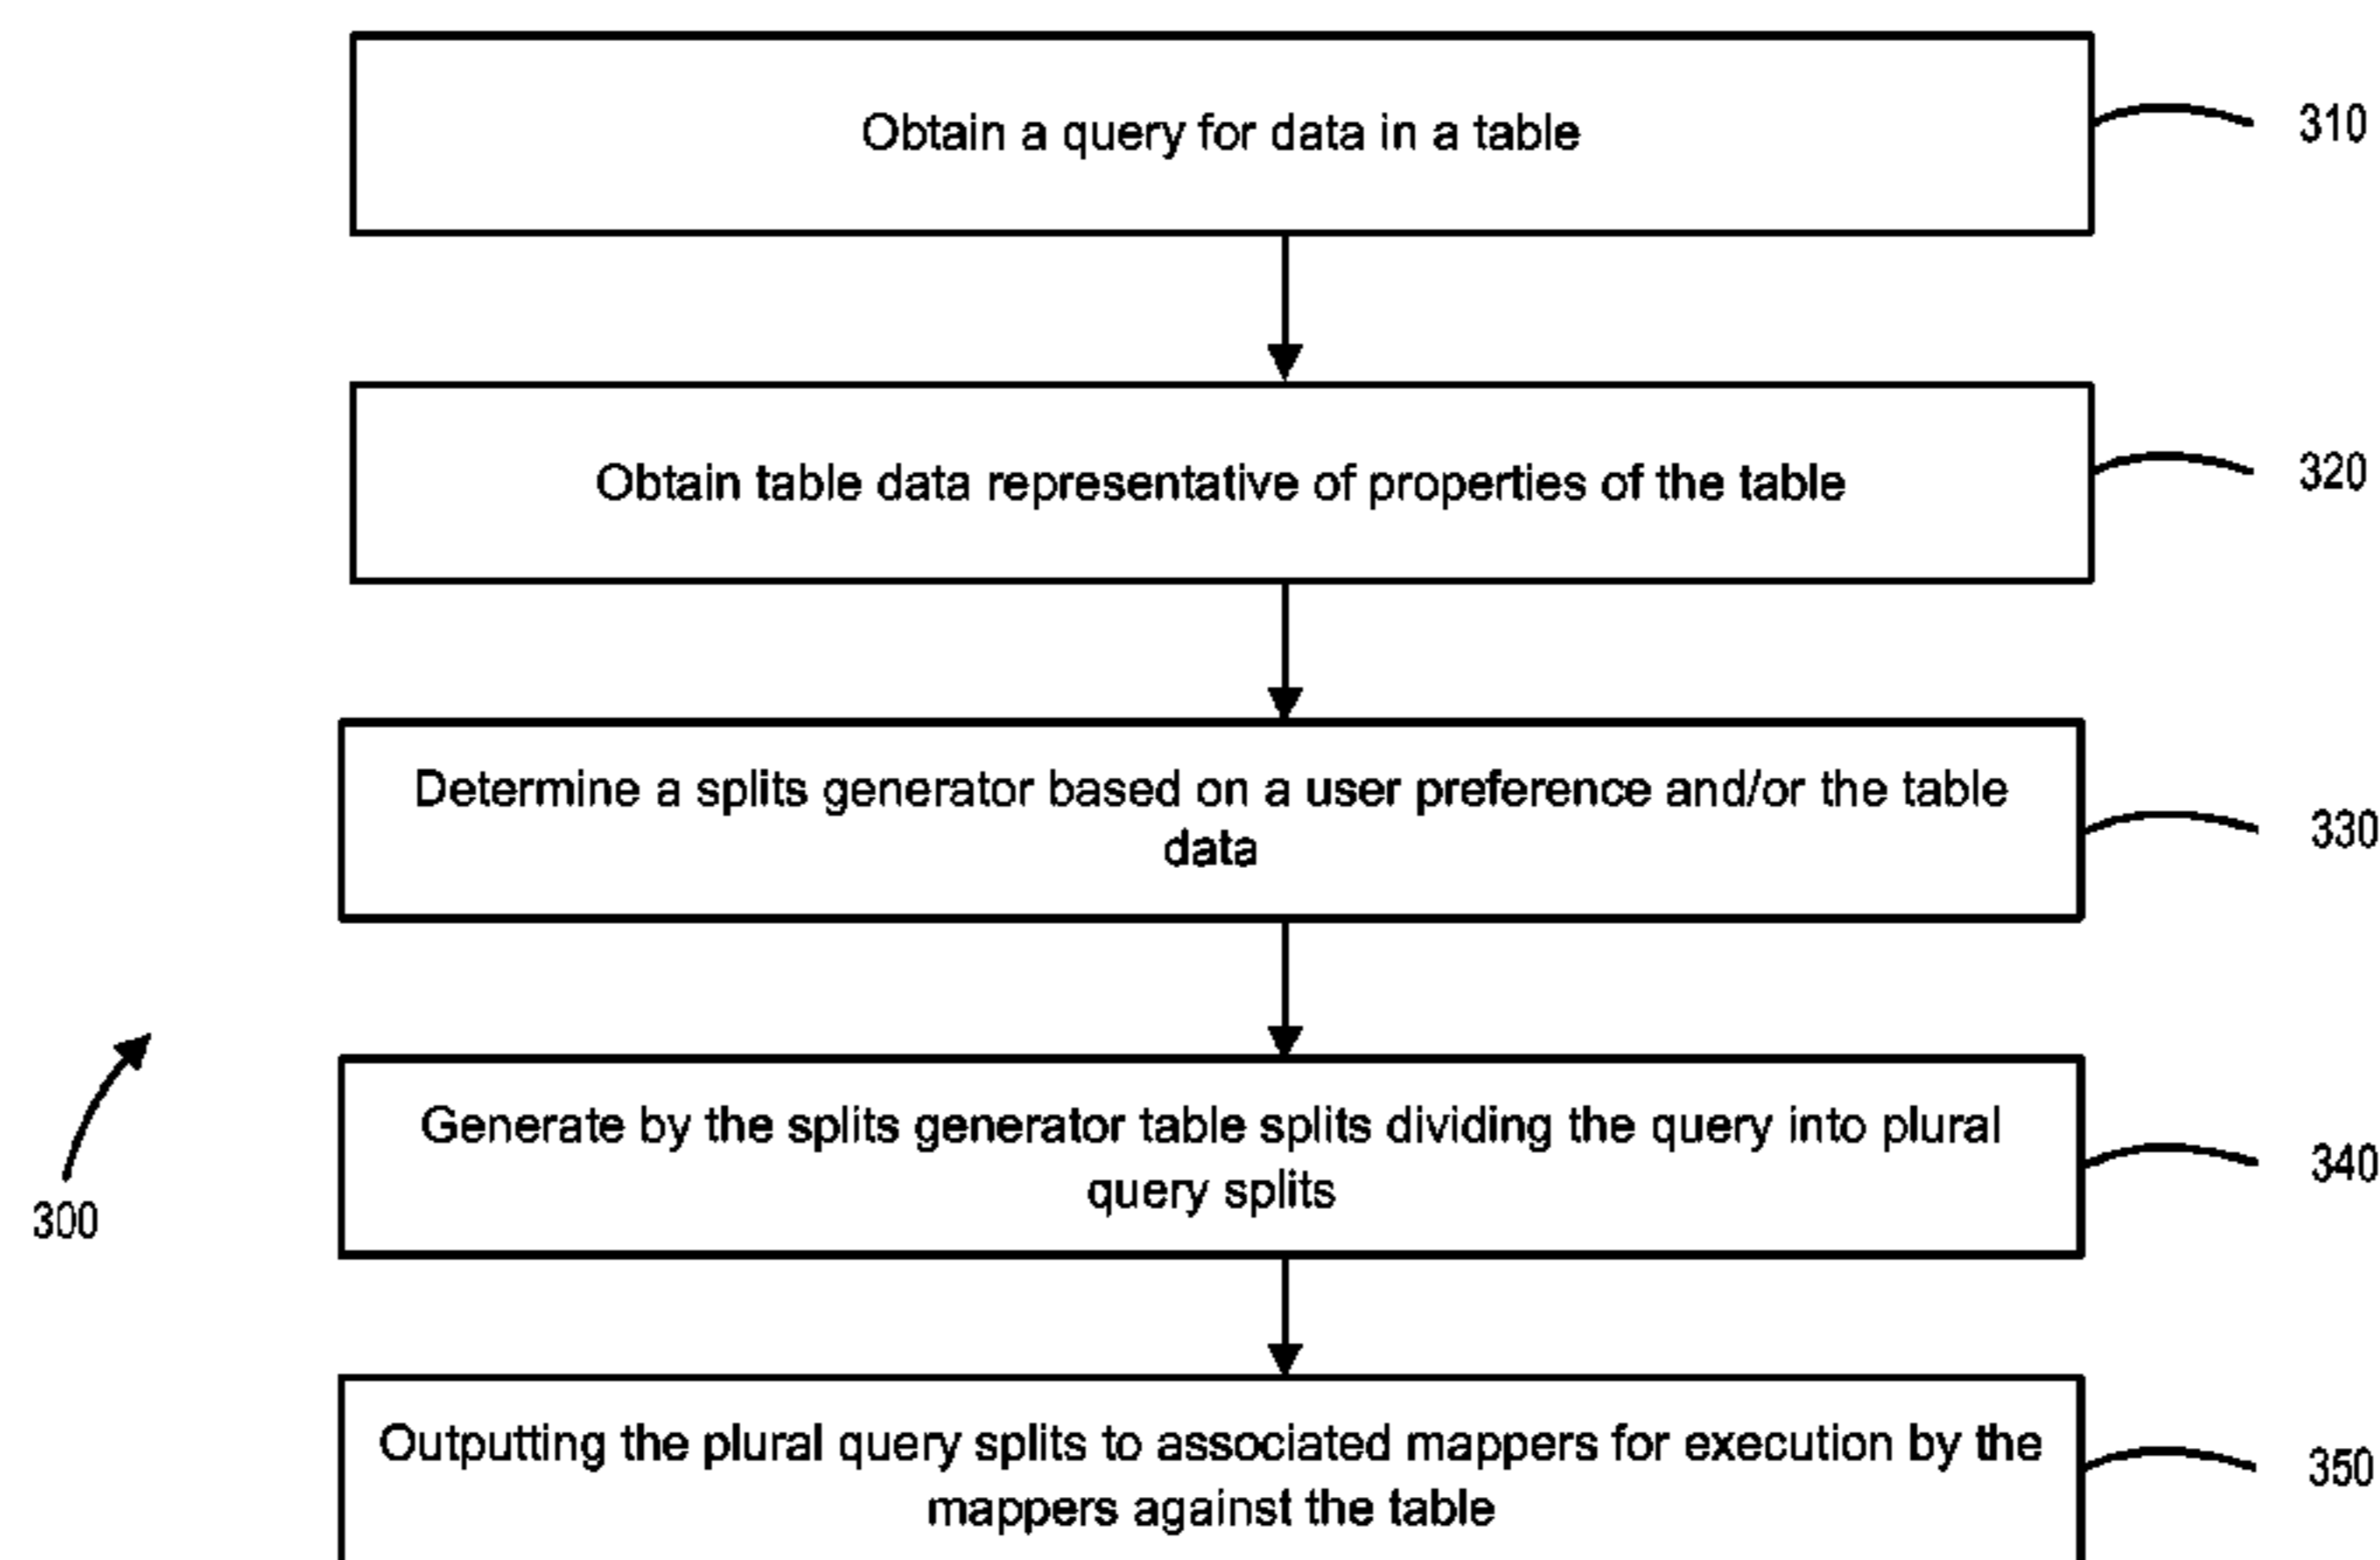 Obtain a query for data in a table
310
Obtain table data representative of properties of the table
320
Determine a splits generator based on a user preference and/or the table
data
330
Generate by the splits generator table splits dividing the query into plural
query splits
340
300
Outputting the plural query splits to associated mappers for execution by the
mappers against the table
350